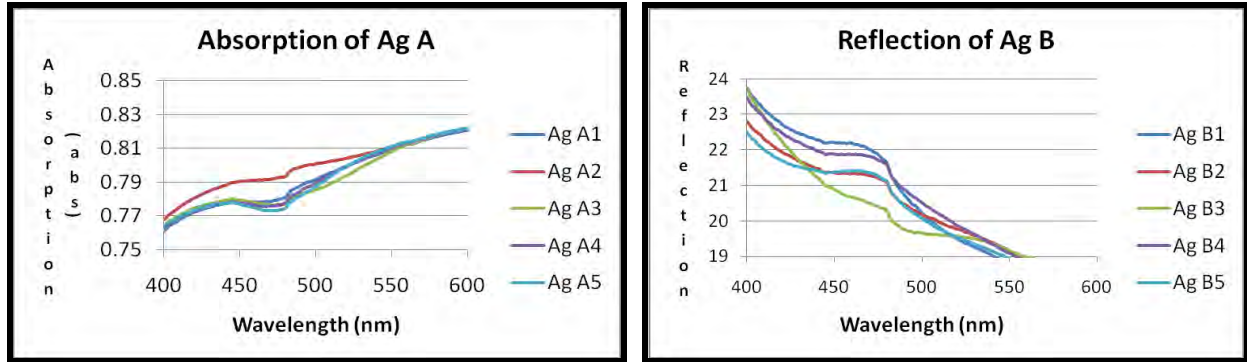 Absorption of Ag A
Absorption
(abs)
0.85
0.83
0.81
0.79
0.77
0.75
400 450 500 550 600
Wavelength (nm)
Ag A1
Ag A2
Ag A3
Ag A4
Ag A5
Reflection of Ag B
Reflection
24
23
22
21
20
19
400 450 500 550 600
Wavelength (nm)
Ag B1
Ag B2
Ag B3
Ag B4
Ag B5